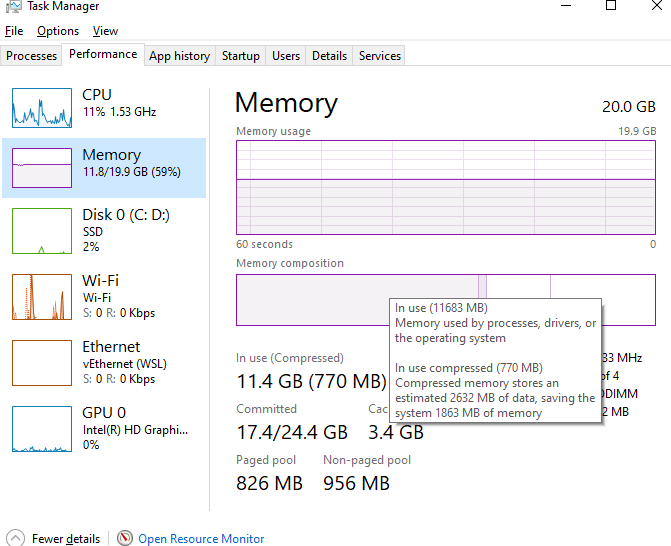 Task Manager
File Options View
Processes Performance App history Startup Users Details Services
CPU
11% 1.53 GHz
Memory
11.8/19.9 GB (59%)
Disk 0 (C: D:)
SSD
2%
Wi-Fi
Wi-Fi
S: 0 R: 0 Kbps
Ethernet
vEthernet (WSL)
S: 0 R: 0 Kbps
GPU 0
Intel(R) HD Graphi...
0%
Memory 20.0 GB
Memory usage 19.9 GB
60 seconds 0
Memory composition
In use (11683 MB)
Memory used by processes, drivers, or
the operating system
In use compressed (770 MB)
Compressed memory stores an
estimated 2632 MB of data, saving the
system 1863 MB of memory
In use (Compressed)
11.4 GB (770 MB)
Committed
17.4/24.4 GB 3.4 GB
Paged pool Non-paged pool
826 MB 956 MB
33 MHz
of 4
2 MB
Fewer details Open Resource Monitor